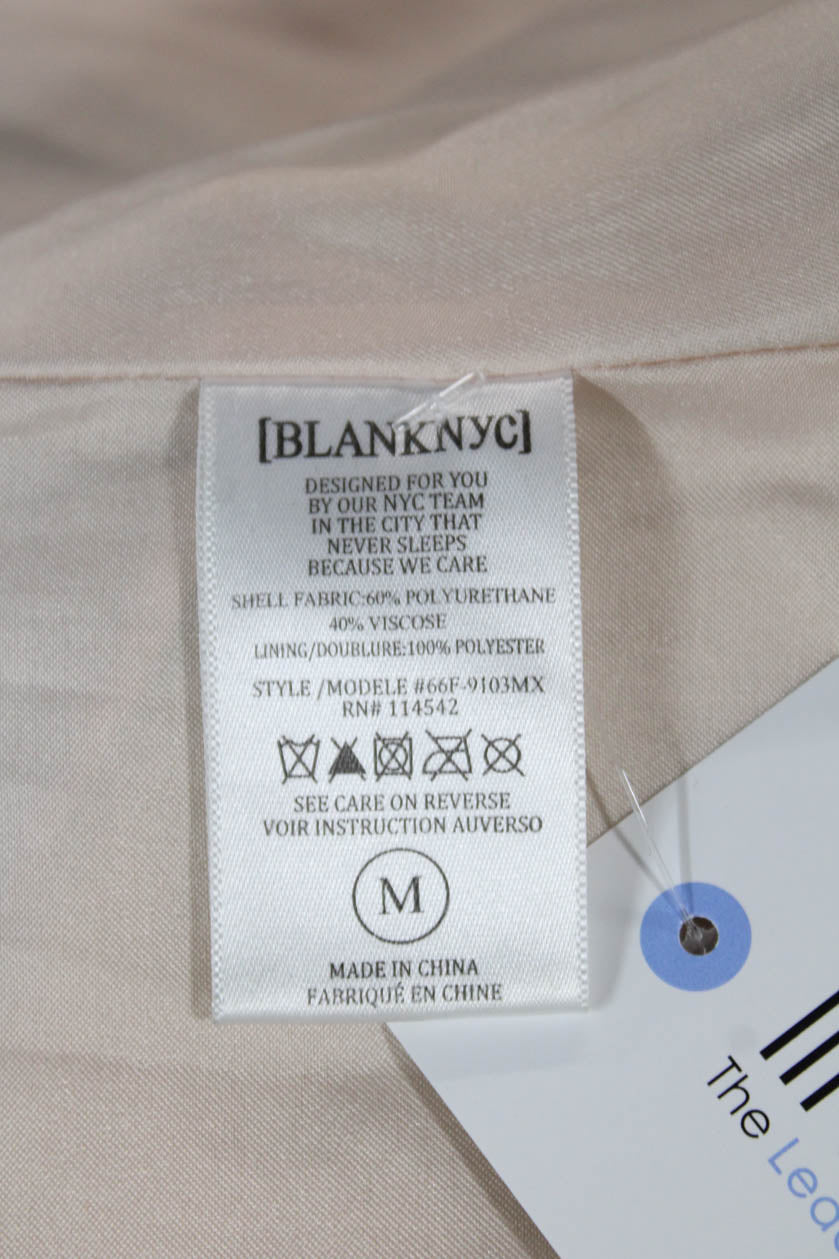 [BLANKNYC]
DESIGNED FOR YOU
BY OUR NYC TEAM
IN THE CITY THAT
NEVER SLEEPS
BECAUSE WE CARE
SHELL FABRIC:60% POLYURETHANE
40% VISCOSE
LINING/DOUBLURE:100% POLYESTER
STYLE /MODELE #66F-9103MX
RN# 114542
SEE CARE ON REVERSE
VOIR INSTRUCTION AUVERSO
M
MADE IN CHINA
FABRIQUÉ EN CHINE
The